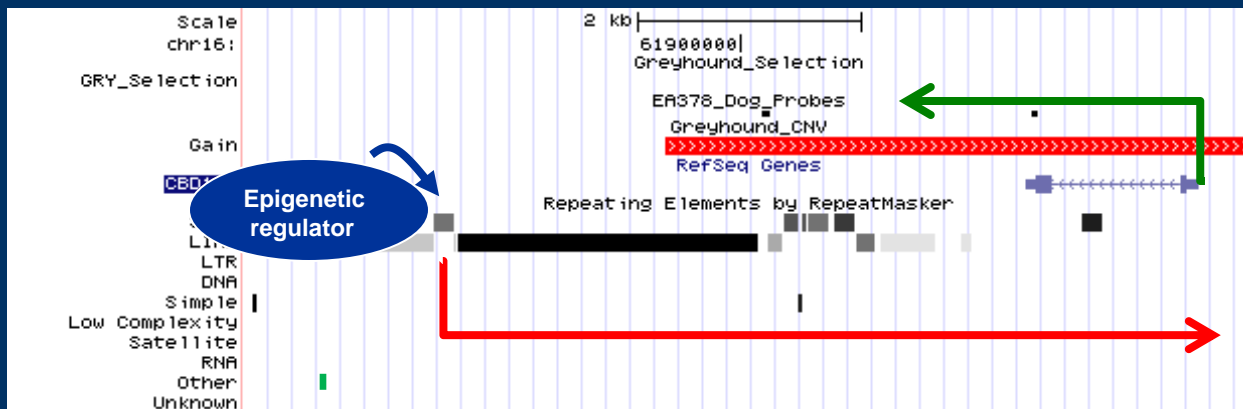 Scale
2 kb
chr16:
61900000|
Greyhound_Selection
GRY_Selection
EA378_Dog_Probes
Greyhound_CNV
Gain
RefSeq Genes
Epigenetic
regulator
Repeating Elements by RepeatMasker
LTR
DNA
Simple
Low Complexity
Satellite
RNA
Other
Unknown